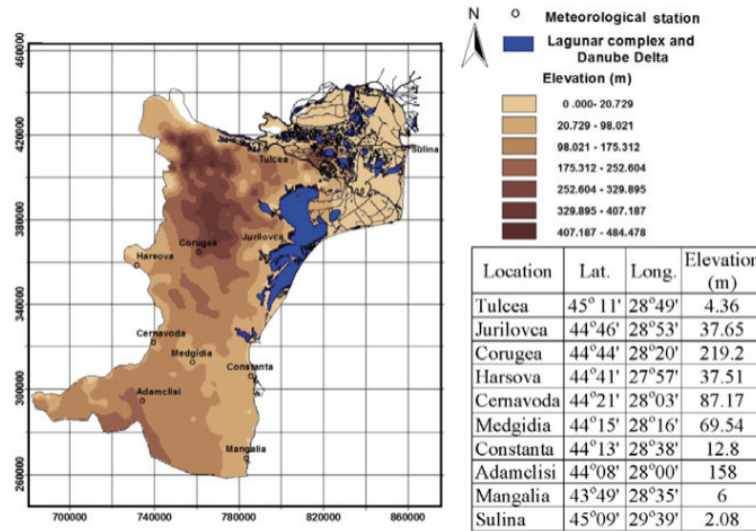 N
Meteorological station
Lagunar complex and
Danube Delta
Elevation (m)
0.000- 20.729
20.729 - 98.021
98.021 - 175.312
175.312 - 252.604
252.604 - 329.895
329.895 - 407.187
407.187 - 484.478
460000
420000
380000
340000
300000
260000
700000 740000 780000 820000 860000
Tulcea
Sulina
Jurilovca
Corugea
Harsova
Cernavoda
Medgidia
Constanta
Adamclisi
Mangalia
Location Lat. Long. Elevation (m)
Tulcea 45° 11' 28°49' 4.36
Jurilovca 44°46' 28°53' 37.65
Corugea 44°44' 28°20' 219.2
Harsova 44°41' 27°57' 37.51
Cernavoda 44°21' 28°03' 87.17
Medgidia 44°15' 28°16' 69.54
Constanta 44°13' 28°38' 12.8
Adamclisi 44°08' 28°00' 158
Mangalia 43°49' 28°35' 6
Sulina 45°09' 29°39' 2.08